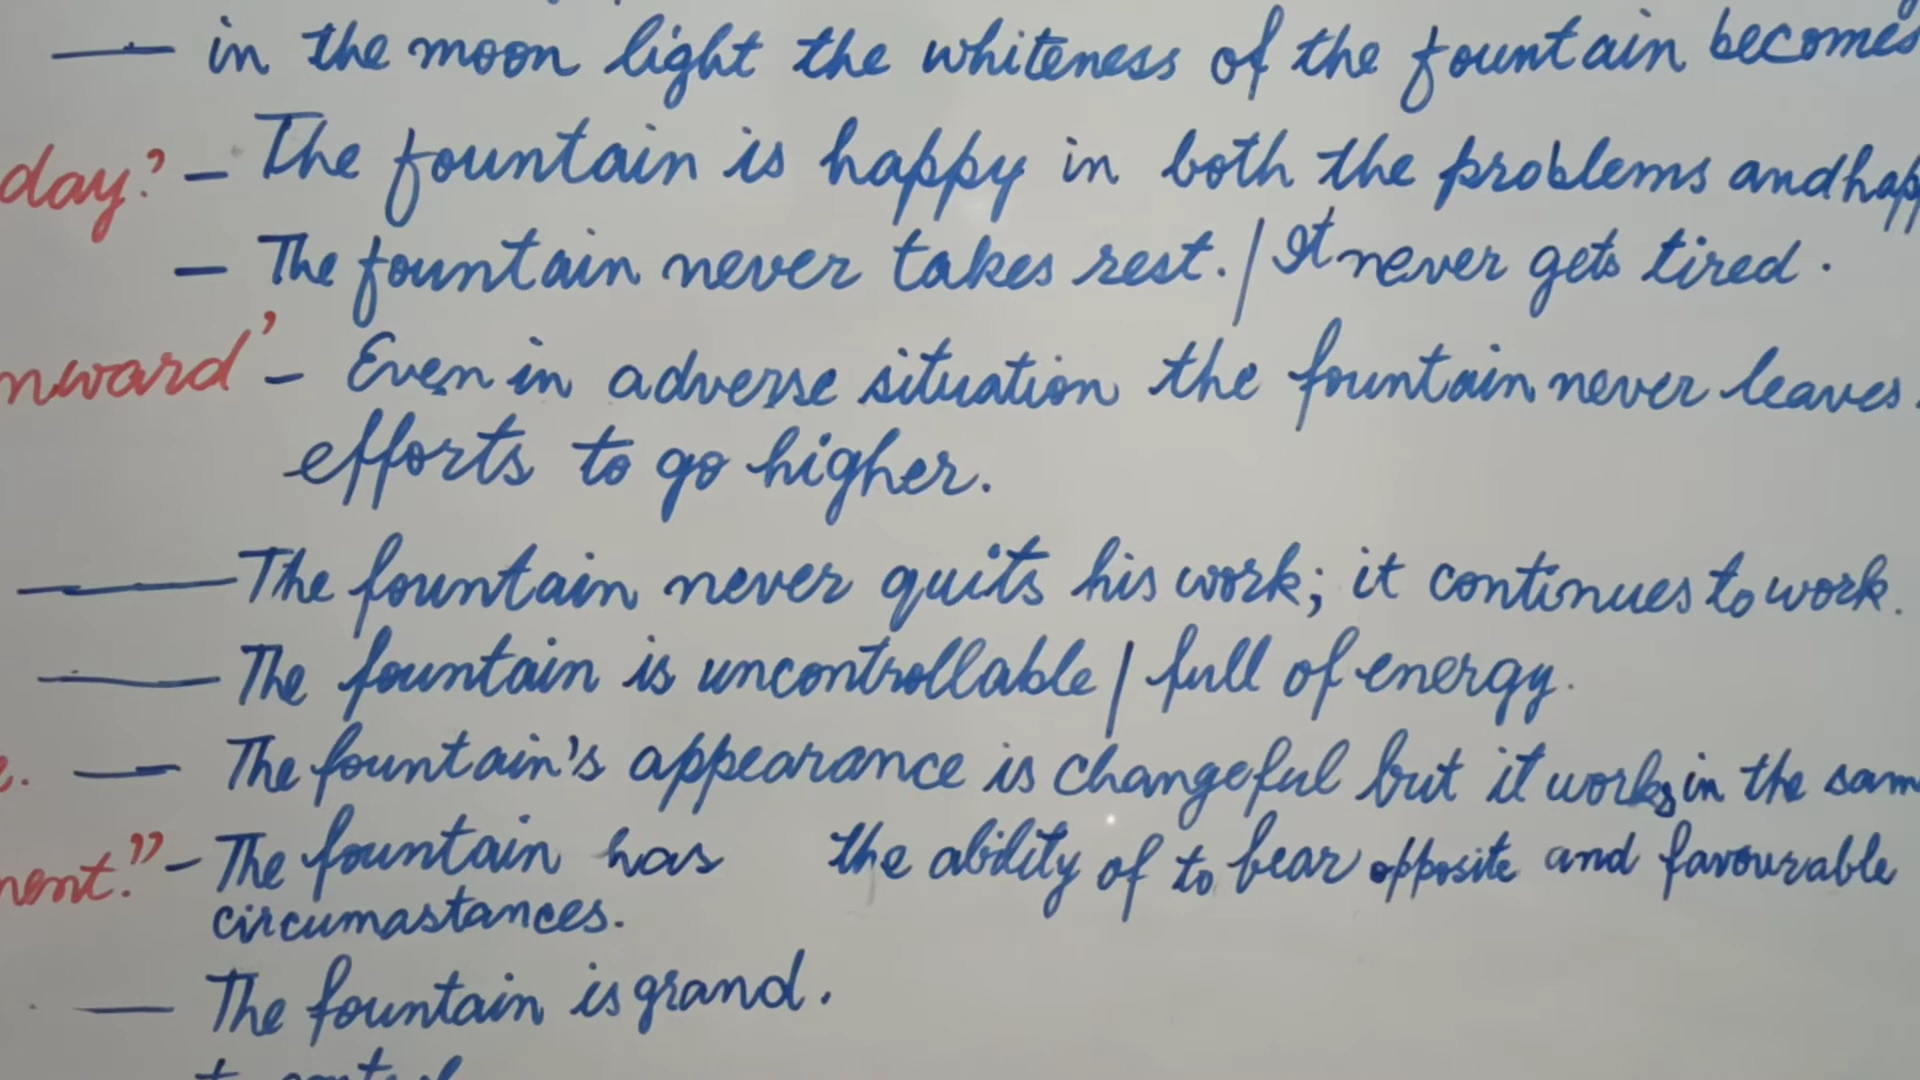 — in the moon light the whiteness of the fountain becomes
day? – The fountain is happy in both the problems and
– The fountain never takes rest. / It never gets tired.
nward' – Even in adverse situation the fountain never leaves
efforts to go higher.
— The fountain never quits his work; it continues to work.
— The fountain is uncontrollable / full of energy.
e. — The fountain's appearance is changeful but it works in the sam
nent." – The fountain has the ability of to bear opposite and favourable
circumastances.
— The fountain is grand.